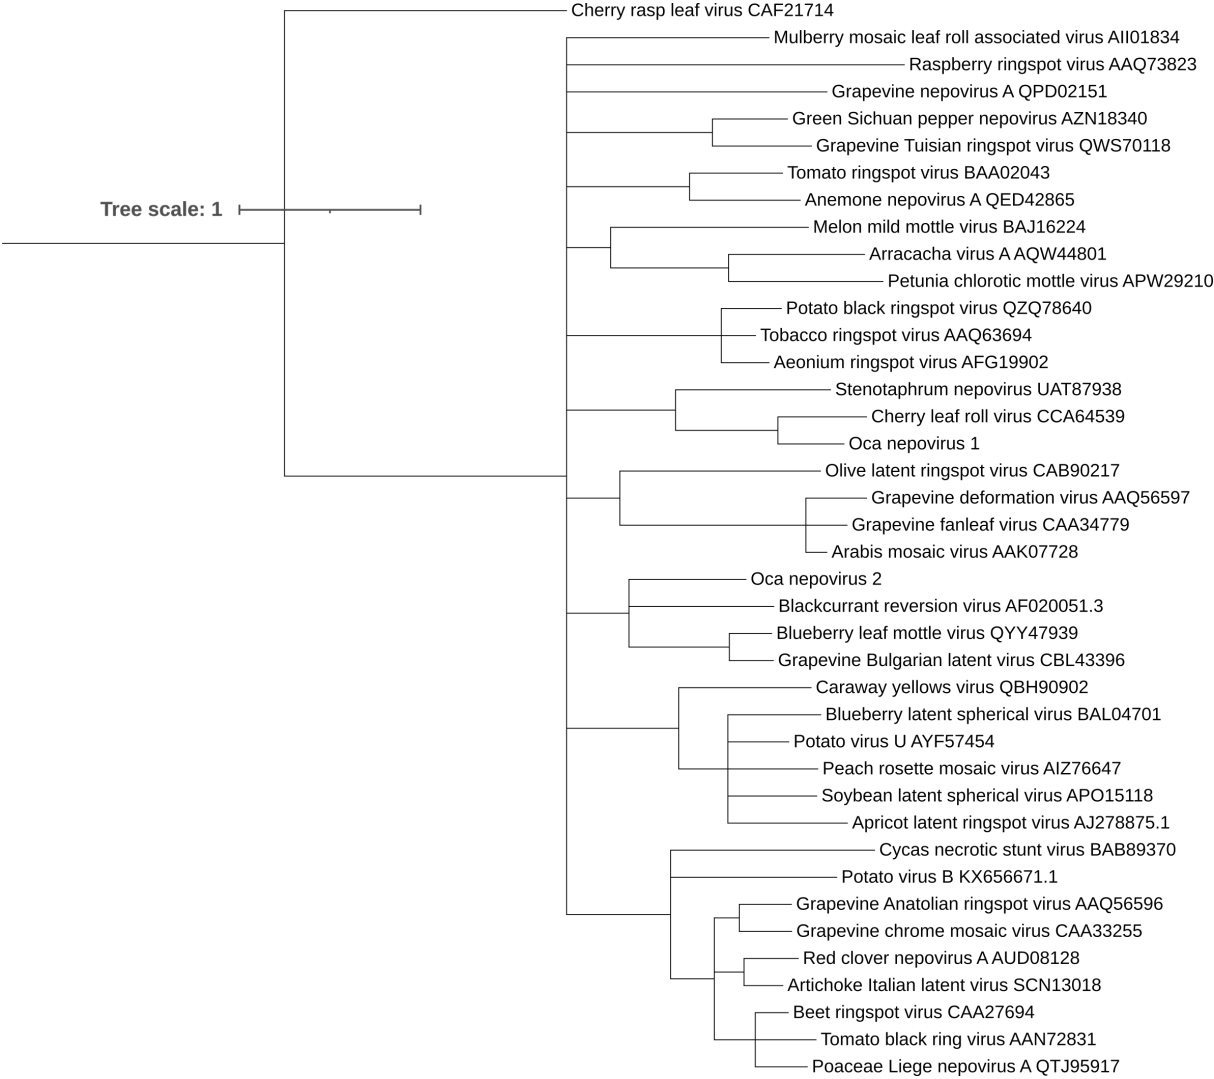 Cherry rasp leaf virus CAF21714
Mulberry mosaic leaf roll associated virus AII01834
Raspberry ringspot virus AAQ73823
Grapevine nepovirus A QPD02151
Green Sichuan pepper nepovirus AZN18340
Grapevine Tuisian ringspot virus QWS70118
Tomato ringspot virus BAA02043
Anemone nepovirus A QED42865
Tree scale: 1
Melon mild mottle virus BAJ16224
Arracacha virus A AQW44801
Petunia chlorotic mottle virus APW29210
Potato black ringspot virus QZQ78640
Tobacco ringspot virus AAQ63694
Aeonium ringspot virus AFG19902
Stenotaphrum nepovirus UAT87938
Cherry leaf roll virus CCA64539
Oca nepovirus 1
Olive latent ringspot virus CAB90217
Grapevine deformation virus AAQ56597
Grapevine fanleaf virus CAA34779
Arabis mosaic virus AAK07728
Oca nepovirus 2
Blackcurrant reversion virus AF020051.3
Blueberry leaf mottle virus QYY47939
Grapevine Bulgarian latent virus CBL43396
Caraway yellows virus QBH90902
Blueberry latent spherical virus BAL04701
Potato virus U AYF57454
Peach rosette mosaic virus AIZ76647
Soybean latent spherical virus APO15118
Apricot latent ringspot virus AJ278875.1
Cycas necrotic stunt virus BAB89370
Potato virus B KX656671.1
Grapevine Anatolian ringspot virus AAQ56596
Grapevine chrome mosaic virus CAA33255
Red clover nepovirus A AUD08128
Artichoke Italian latent virus SCN13018
Beet ringspot virus CAA27694
Tomato black ring virus AAN72831
Poaceae Liege nepovirus A QTJ95917